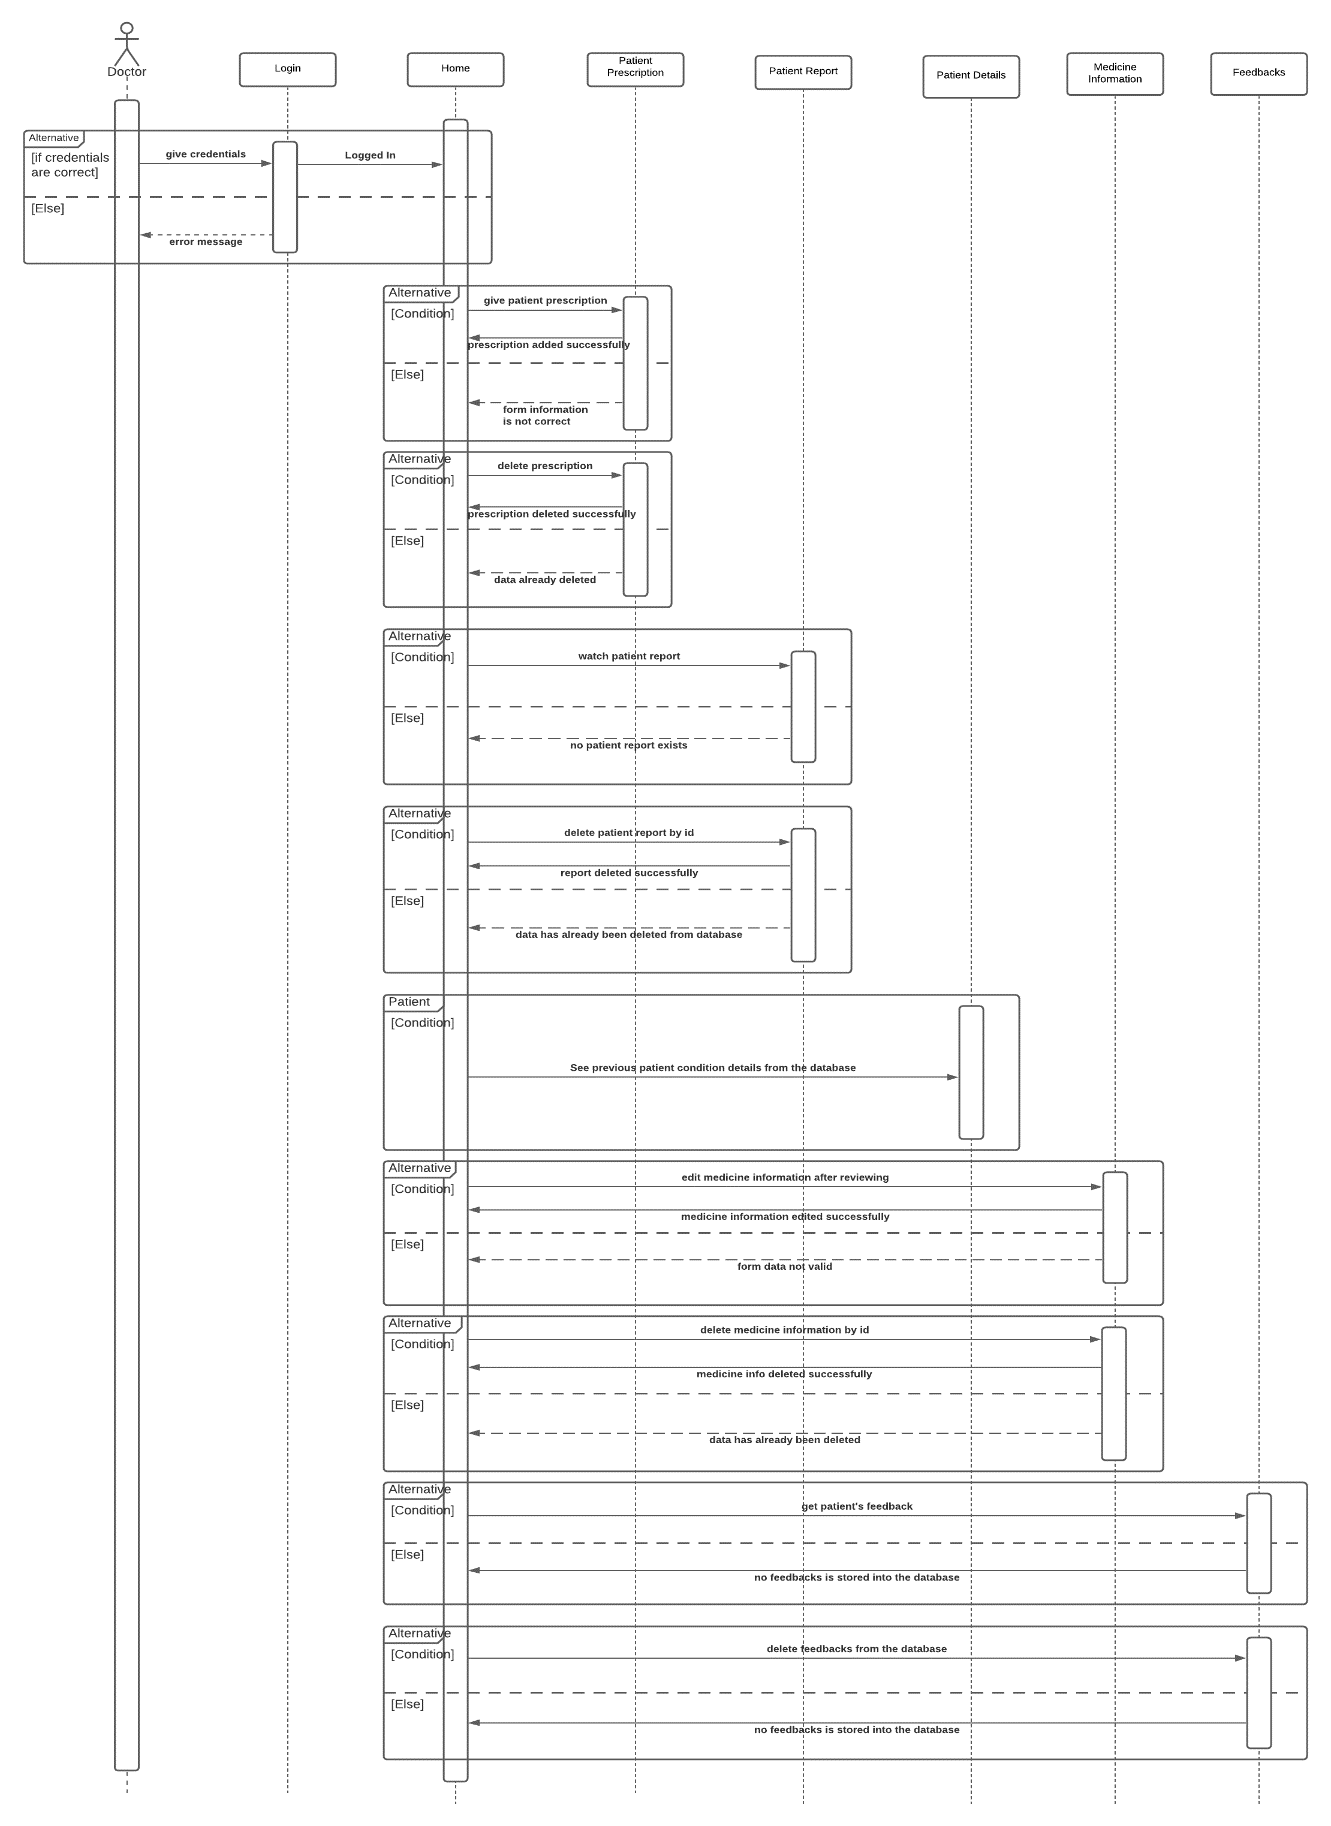 Doctor
Login
Home
Patient
Prescription
Patient Report
Patient Details
Medicine
Information
Feedbacks
Alternative
[if credentials
are correct]
give credentials
Logged In
[Else]
error message
Alternative
[Condition]
give patient prescription
prescription added successfully
[Else]
form information
is not correct
Alternative
[Condition]
delete prescription
prescription deleted successfully
[Else]
data already deleted
Alternative
[Condition]
watch patient report
[Else]
no patient report exists
Alternative
[Condition]
delete patient report by id
report deleted successfully
[Else]
data has already been deleted from database
Patient
[Condition]
See previous patient condition details from the database
Alternative
[Condition]
edit medicine information after reviewing
medicine information edited successfully
[Else]
form data not valid
Alternative
[Condition]
delete medicine information by id
medicine info deleted successfully
[Else]
data has already been deleted
Alternative
[Condition]
get patient's feedback
[Else]
no feedbacks is stored into the database
Alternative
[Condition]
delete feedbacks from the database
[Else]
no feedbacks is stored into the database